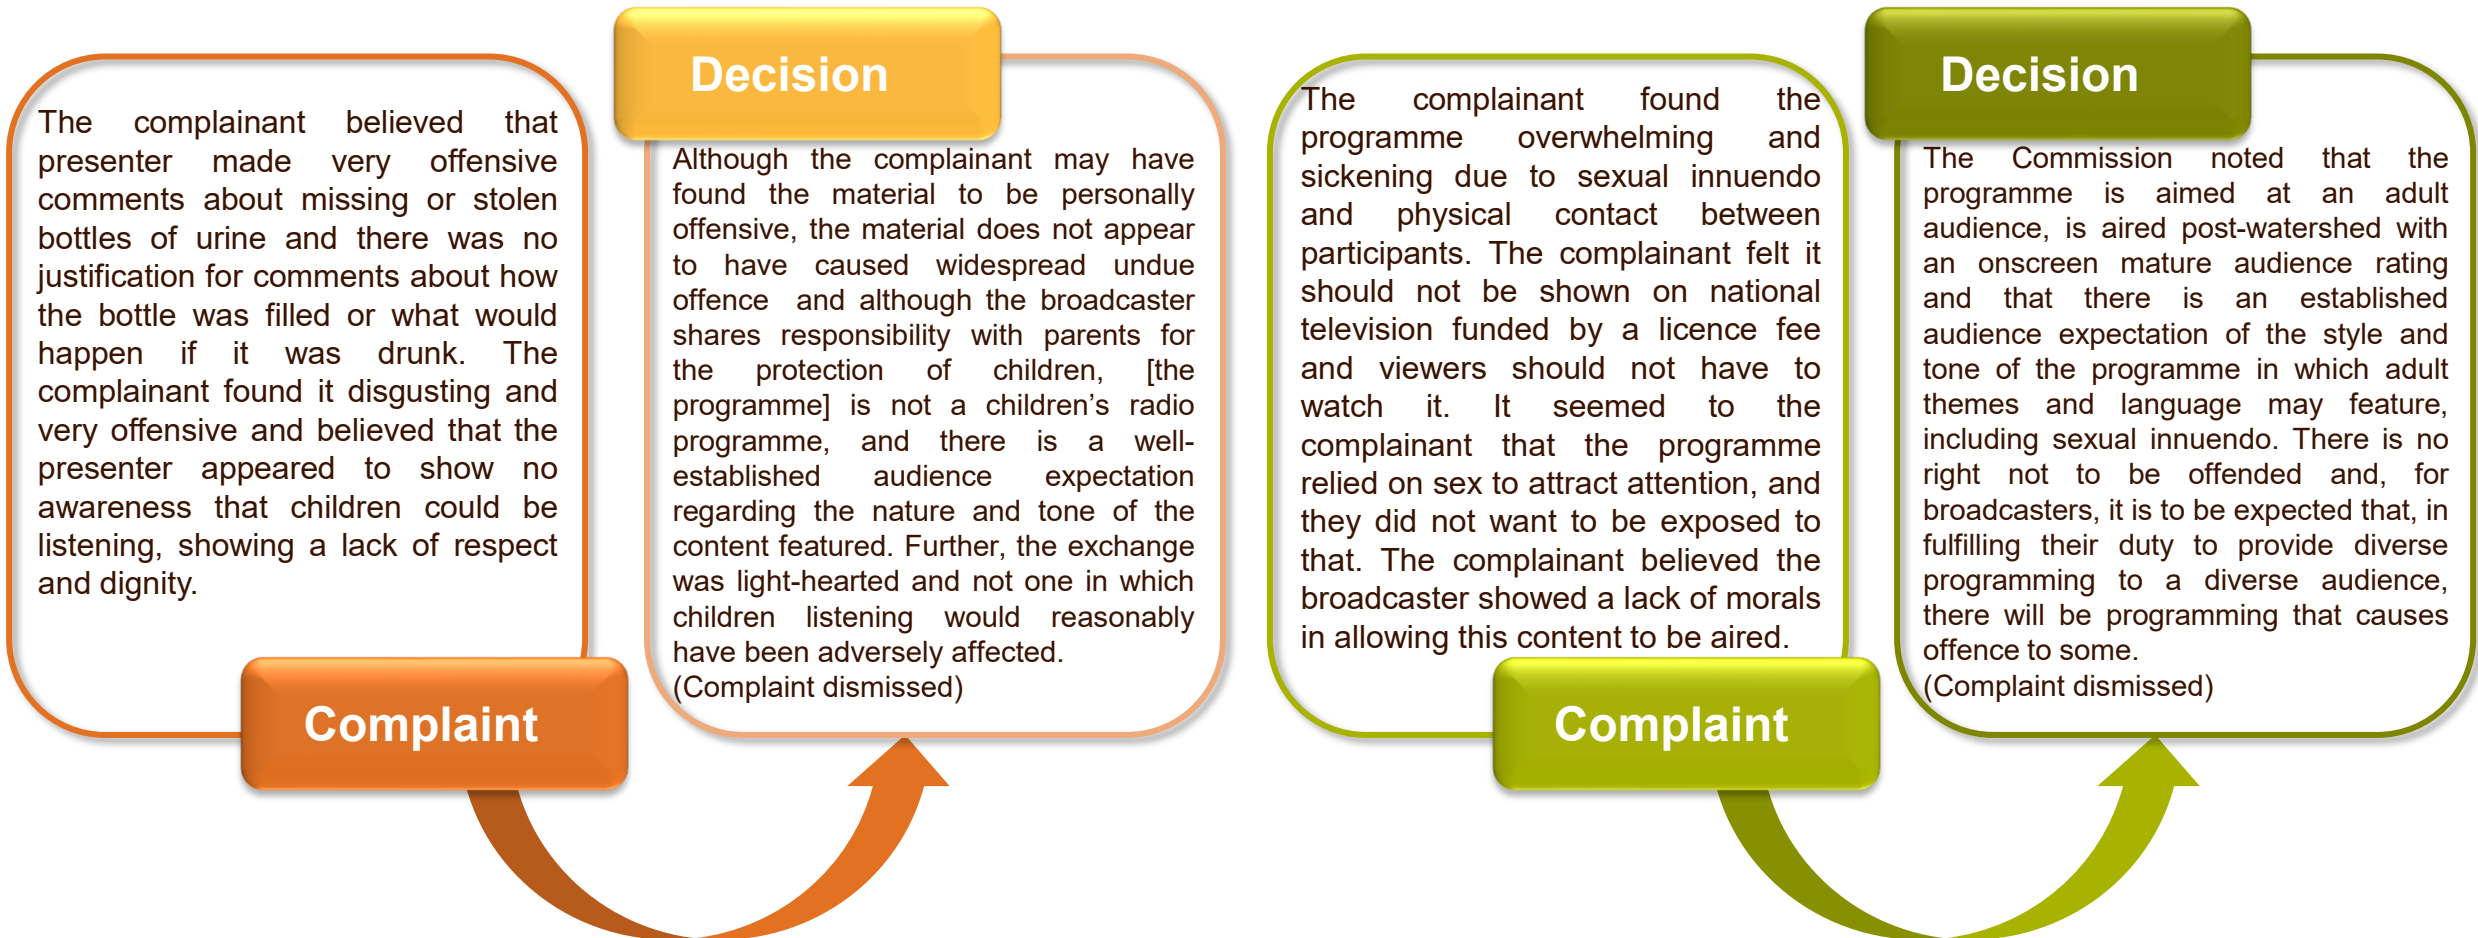 The complainant believed that
presenter made very offensive
comments about missing or stolen
bottles of urine and there was no
justification for comments about how
the bottle was filled or what would
happen if it was drunk. The
complainant found it disgusting and
very offensive and believed that the
presenter appeared to show no
awareness that children could be
listening, showing a lack of respect
and dignity.
Complaint
Decision
Although the complainant may have
found the material to be personally
offensive, the material does not appear
to have caused widespread undue
offence and although the broadcaster
shares responsibility with parents for
the protection of children, [the
programme] is not a children’s radio
programme, and there is a well-
established audience expectation
regarding the nature and tone of the
content featured. Further, the exchange
was light-hearted and not one in which
children listening would reasonably
have been adversely affected.
(Complaint dismissed)
The complainant found the
programme overwhelming and
sickening due to sexual innuendo
and physical contact between
participants. The complainant felt it
should not be shown on national
television funded by a licence fee
and viewers should not have to
watch it. It seemed to the
complainant that the programme
relied on sex to attract attention, and
they did not want to be exposed to
that. The complainant believed the
broadcaster showed a lack of morals
in allowing this content to be aired.
Complaint
Decision
The Commission noted that the
programme is aimed at an adult
audience, is aired post-watershed with
an onscreen mature audience rating
and that there is an established
audience expectation of the style and
tone of the programme in which adult
themes and language may feature,
including sexual innuendo. There is no
right not to be offended and, for
broadcasters, it is to be expected that, in
fulfilling their duty to provide diverse
programming to a diverse audience,
there will be programming that causes
offence to some.
(Complaint dismissed)